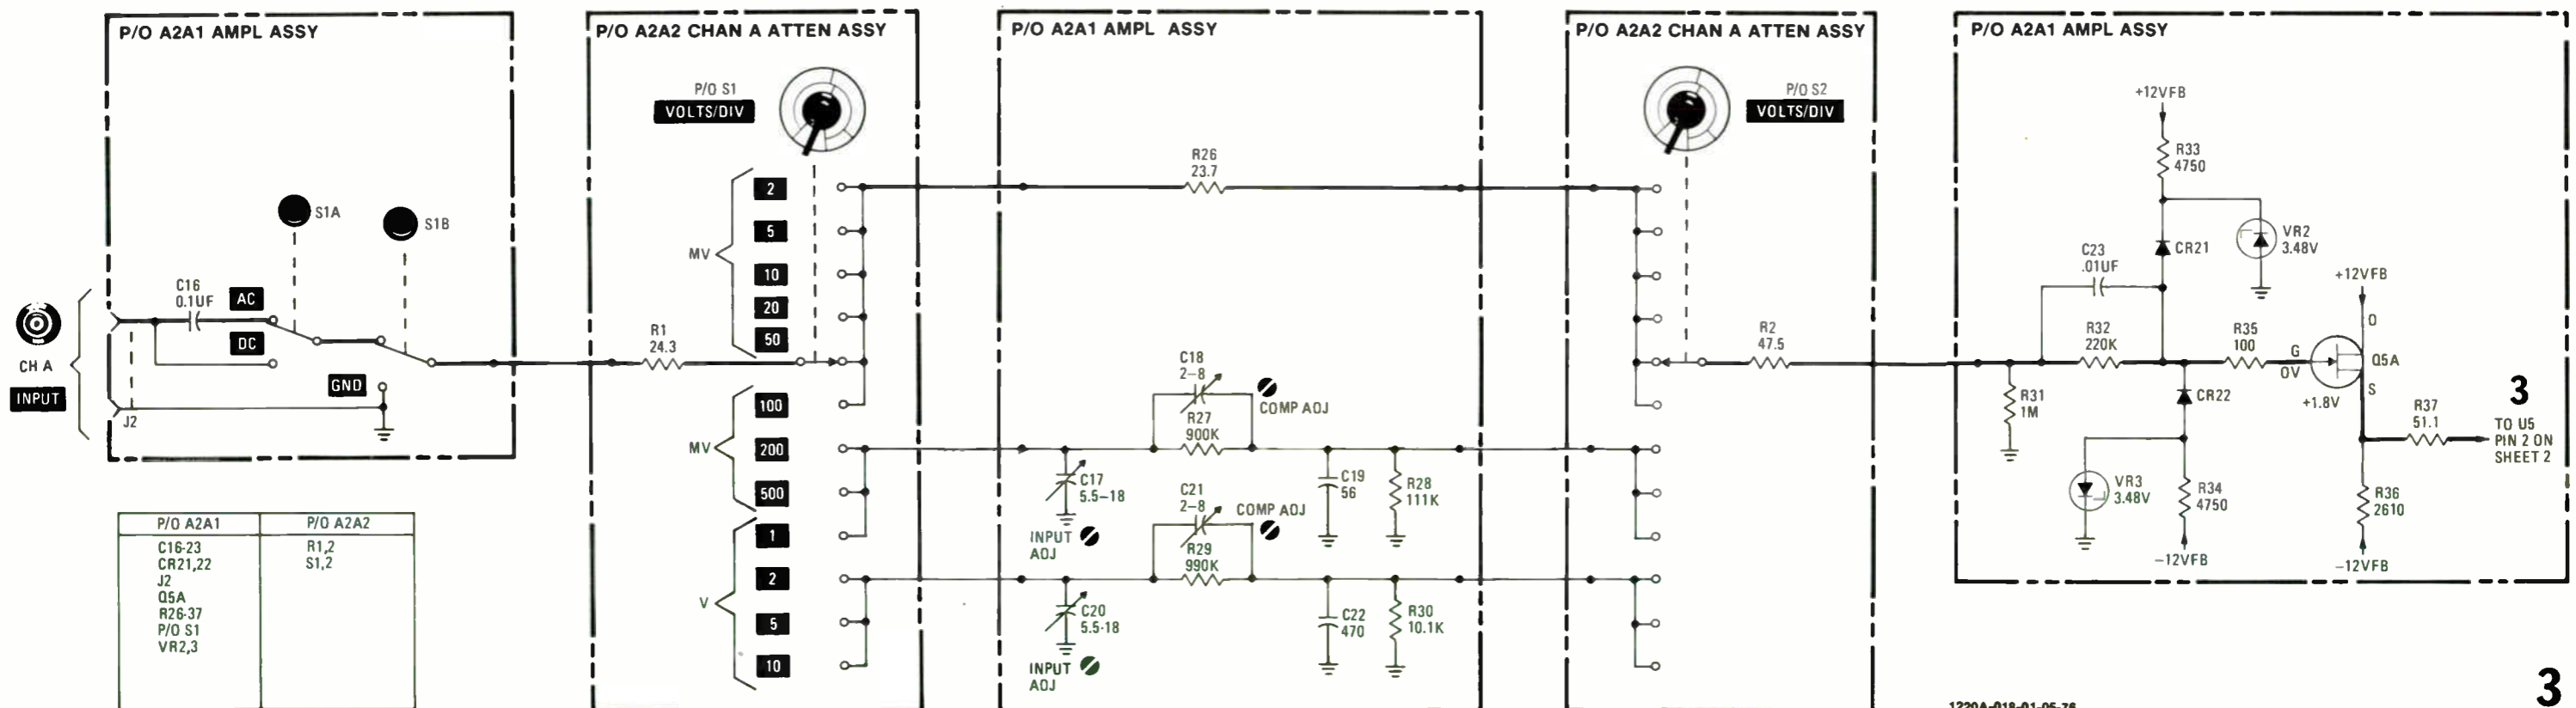 P/O A2A1 AMPL ASSY
S1A
S1B
C16
0.1UF
AC
DC
GND
CH A
INPUT
J2
P/O A2A1
P/O A2A2
C16-23
CR21,22
J2
Q5A
R26-37
P/O S1
VR2,3
R1,2
S1,2
P/O A2A2 CHAN A ATTEN ASSY
P/O S1
VOLTS/DIV
MV
2
5
10
20
50
R1
24.3
MV
100
200
500
V
1
2
5
10
P/O A2A1 AMPL ASSY
R26
23.7
C18
2-8
COMP ADJ
R27
900K
C17
5.5-18
INPUT
ADJ
C19
56
R28
111K
C21
2-8
COMP ADJ
R29
990K
C20
5.5-18
INPUT
ADJ
C22
470
R30
10.1K
P/O A2A2 CHAN A ATTEN ASSY
P/O S2
VOLTS/DIV
R2
47.5
P/O A2A1 AMPL ASSY
+12VFB
R33
4750
CR21
VR2
3.48V
C23
.01UF
R32
220K
R35
100
R31
1M
CR22
VR3
3.48V
R34
4750
-12VFB
+12VFB
D
G
0V
Q5A
S
+1.8V
R37
51.1
3
TO U5
PIN 2 ON
SHEET 2
R36
2610
-12VFB
1220A-018-01-05-76
3